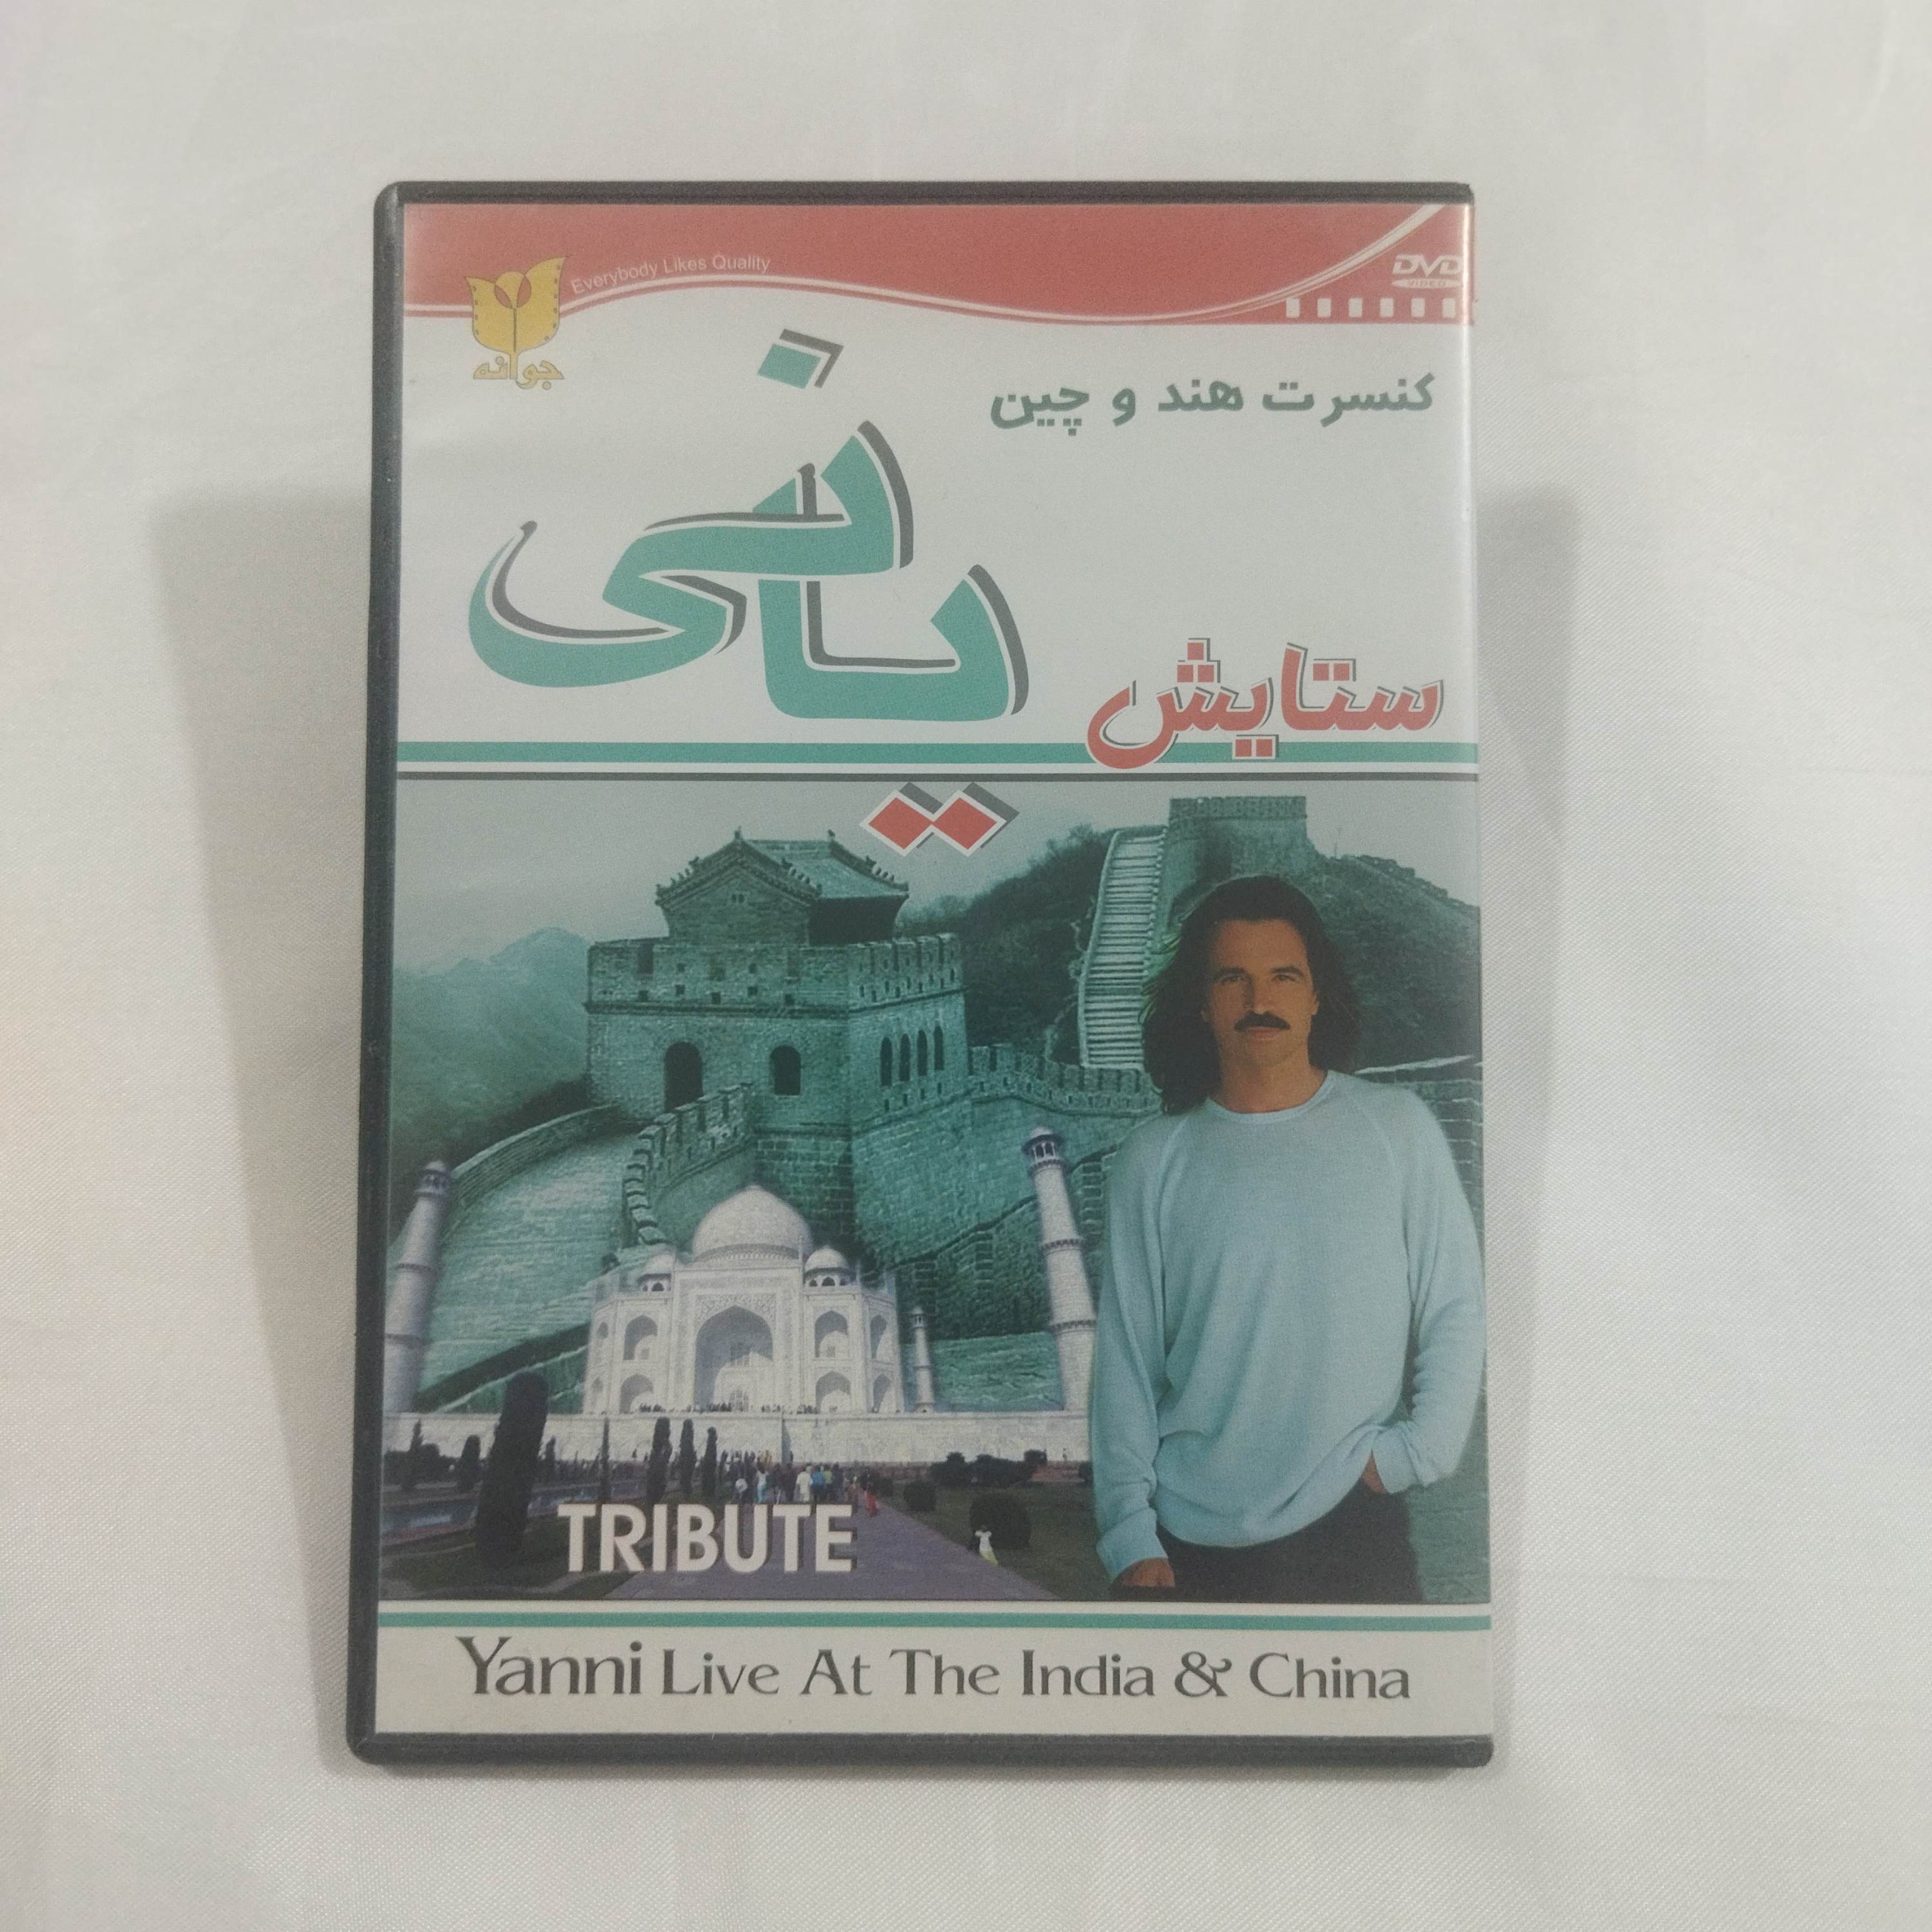 Everybody Likes Quality
DVD
VIDEO
جوانه
کنسرت هند و چین
یانی
ستایش
TRIBUTE
Yanni Live At The India & China